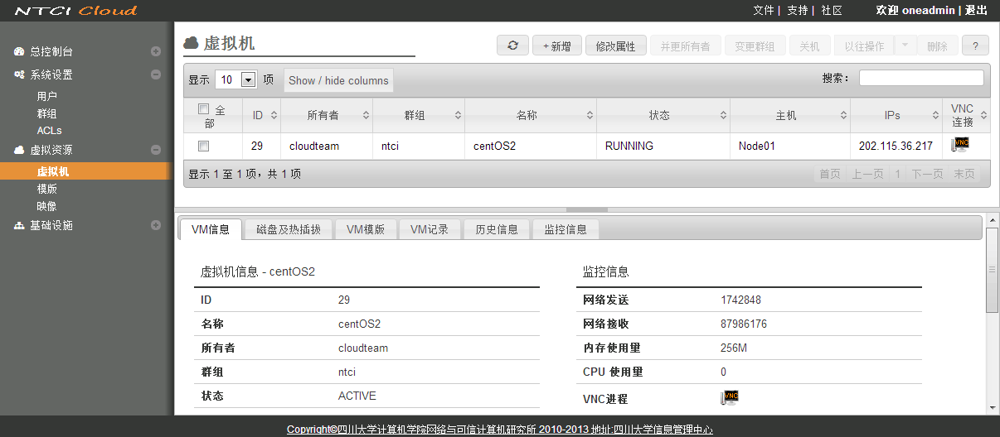 NTCI Cloud
文件 | 支持 | 社区 欢迎 oneadmin | 退出
总控制台
系统设置
用户
群组
ACLs
虚拟资源
虚拟机
模版
映像
基础设施
虚拟机
+ 新增 修改属性 并更所有者 变更群组 关机 以往操作 删除 ?
显示 10 项 Show / hide columns 搜索：
全部 ID 所有者 群组 名称 状态 主机 IPs VNC 连接
29 cloudteam ntci centOS2 RUNNING Node01 202.115.36.217 VNC
显示 1 至 1 项，共 1 项 首页 上一页 1 下一页 末页
VM信息 磁盘及热插拔 VM模版 VM记录 历史信息 监控信息
虚拟机信息 - centOS2
ID 29
名称 centOS2
所有者 cloudteam
群组 ntci
状态 ACTIVE
监控信息
网络发送 1742848
网络接收 87986176
内存使用量 256M
CPU 使用量 0
VNC进程 VNC
Copyright©四川大学计算机学院网络与可信计算机研究所 2010-2013 地址:四川大学信息管理中心